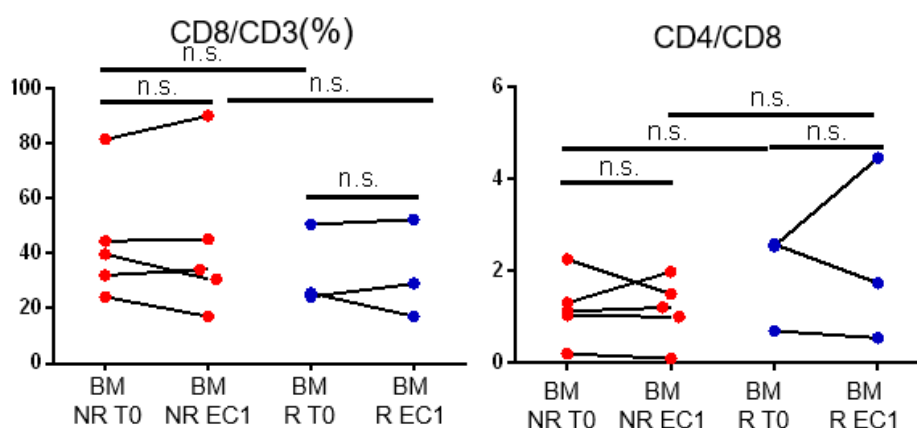 CD8/CD3(%)
n.s.
n.s.
n.s.
n.s.
100
80
60
40
20
0
BM
NR T0
BM
NR EC1
BM
R T0
BM
R EC1
CD4/CD8
n.s.
n.s.
n.s.
n.s.
6
4
2
0
BM
NR T0
BM
NR EC1
BM
R T0
BM
R EC1